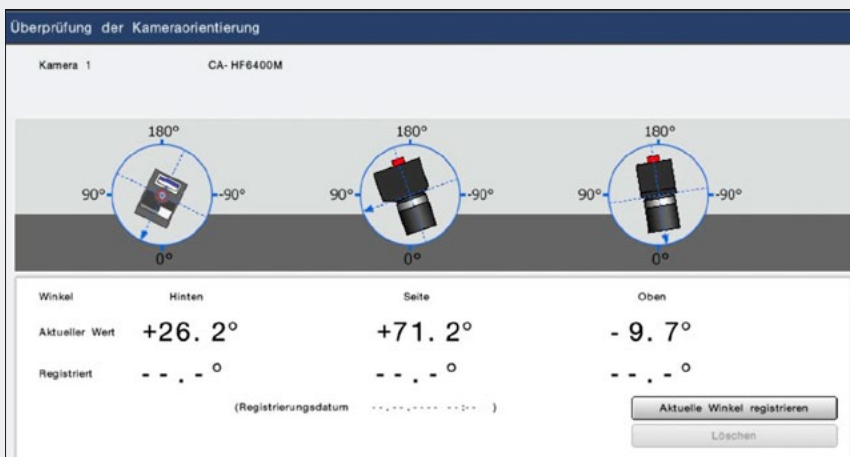 Überprüfung der Kameraorientierung
Kamera 1 CA-HF6400M
180° 180° 180°
90° -90° 90° -90° 90° -90°
0° 0° 0°
Winkel Hinten Seite Oben
Aktueller Wert +26.2° +71.2° -9.7°
Registriert --.-° --.-° --.-°
(Registrierungsdatum --.--.---- --:-- )
Aktuelle Winkel registrieren
Löschen